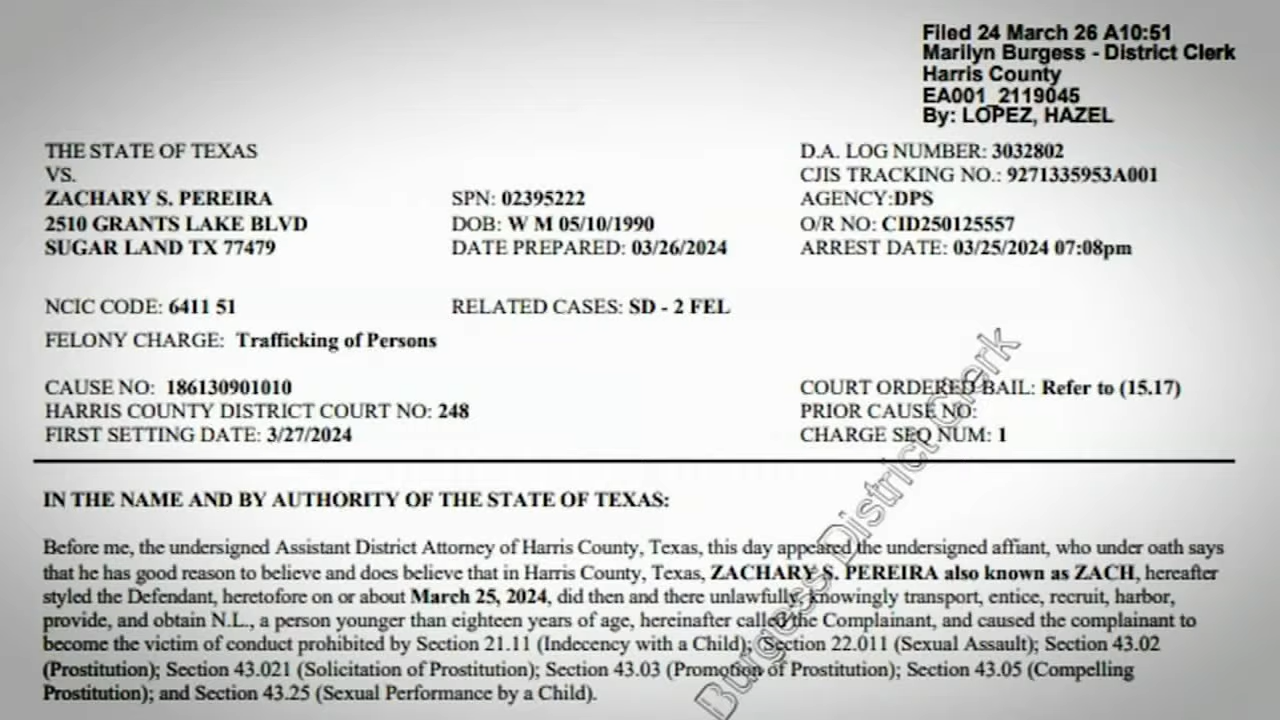 Filed 24 March 26 A10:51
Marilyn Burgess - District Clerk
Harris County
EA001_2119045
By: LOPEZ, HAZEL
THE STATE OF TEXAS
D.A. LOG NUMBER: 3032802
VS.
CJIS TRACKING NO.: 9271335953A001
ZACHARY S. PEREIRA
SPN: 02395222
AGENCY:DPS
2510 GRANTS LAKE BLVD
DOB: W M 05/10/1990
O/R NO: CID250125557
SUGAR LAND TX 77479
DATE PREPARED: 03/26/2024
ARREST DATE: 03/25/2024 07:08pm
NCIC CODE: 6411 51
RELATED CASES: SD - 2 FEL
FELONY CHARGE: Trafficking of Persons
CAUSE NO: 186130901010
COURT ORDERED BAIL: Refer to (15.17)
HARRIS COUNTY DISTRICT COURT NO: 248
PRIOR CAUSE NO:
FIRST SETTING DATE: 3/27/2024
CHARGE SEQ NUM: 1
IN THE NAME AND BY AUTHORITY OF THE STATE OF TEXAS:
Before me, the undersigned Assistant District Attorney of Harris County, Texas, this day appeared the undersigned affiant, who under oath says
that he has good reason to believe and does believe that in Harris County, Texas, ZACHARY S. PEREIRA also known as ZACH, hereafter
styled the Defendant, heretofore on or about March 25, 2024, did then and there unlawfully, knowingly transport, entice, recruit, harbor,
provide, and obtain N.L., a person younger than eighteen years of age, hereinafter called the Complainant, and caused the complainant to
become the victim of conduct prohibited by Section 21.11 (Indecency with a Child); Section 22.011 (Sexual Assault); Section 43.02
(Prostitution); Section 43.021 (Solicitation of Prostitution); Section 43.03 (Promotion of Prostitution); Section 43.05 (Compelling
Prostitution); and Section 43.25 (Sexual Performance by a Child).
Burgess District Clerk